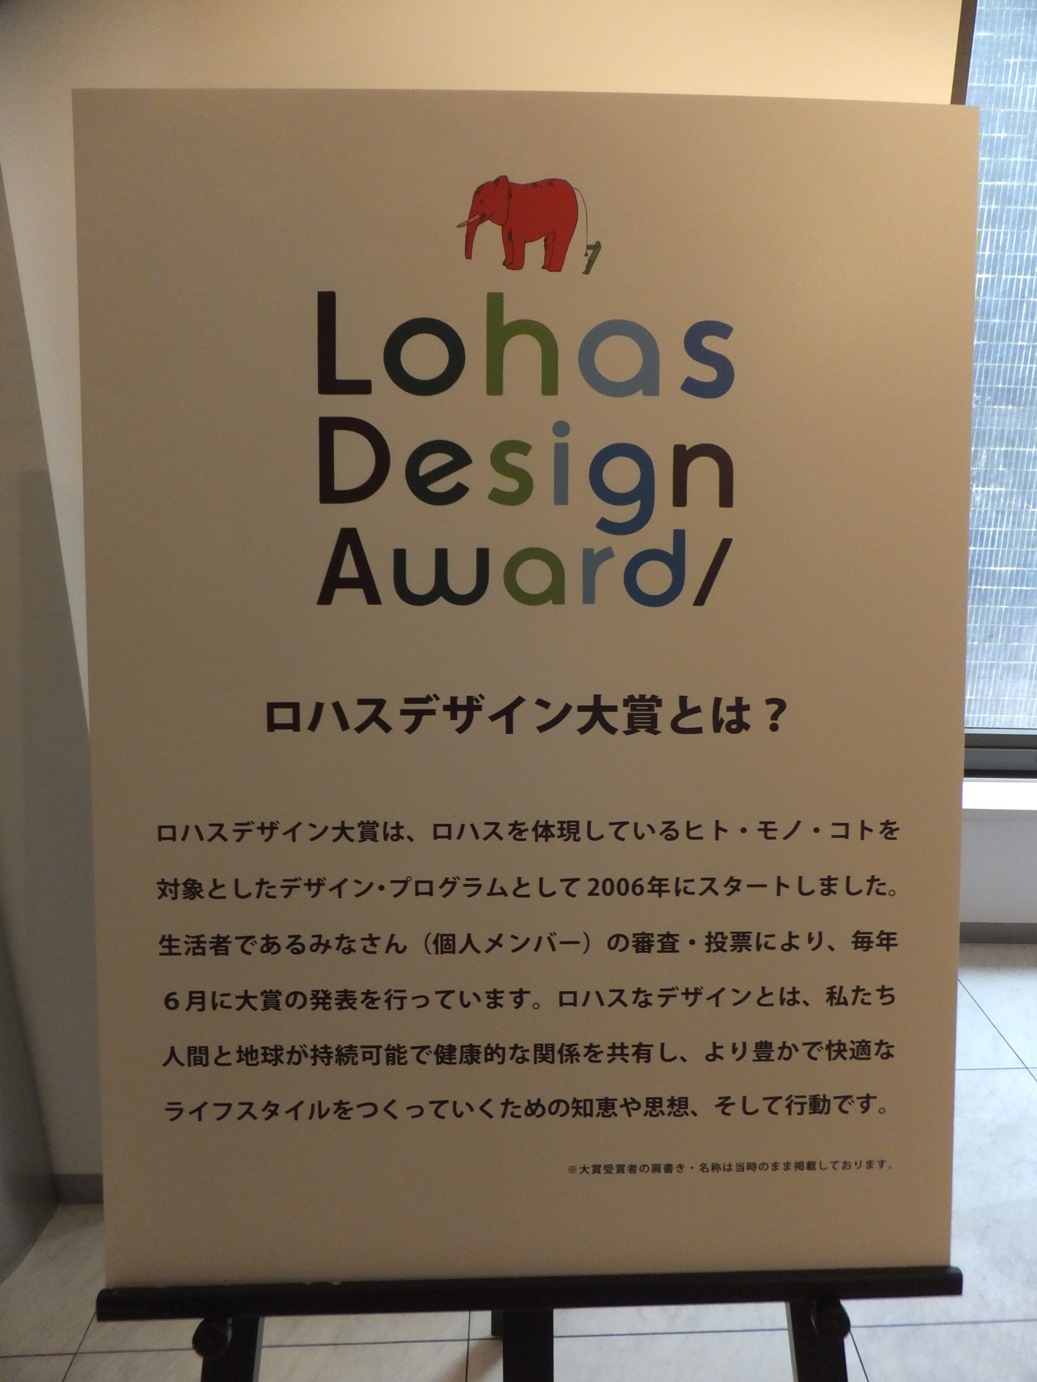 Lohas
Design
Award/
ロハスデザイン大賞とは？
ロハスデザイン大賞は、ロハスを体現しているヒト・モノ・コトを
対象としたデザイン・プログラムとして2006年にスタートしました。
生活者であるみなさん（個人メンバー）の審査・投票により、毎年
６月に大賞の発表を行っています。ロハスなデザインとは、私たち
人間と地球が持続可能で健康的な関係を共有し、より豊かで快適な
ライフスタイルをつくっていくための知恵や思想、そして行動です。
※大賞受賞者の肩書き・名称は当時のまま掲載しております。